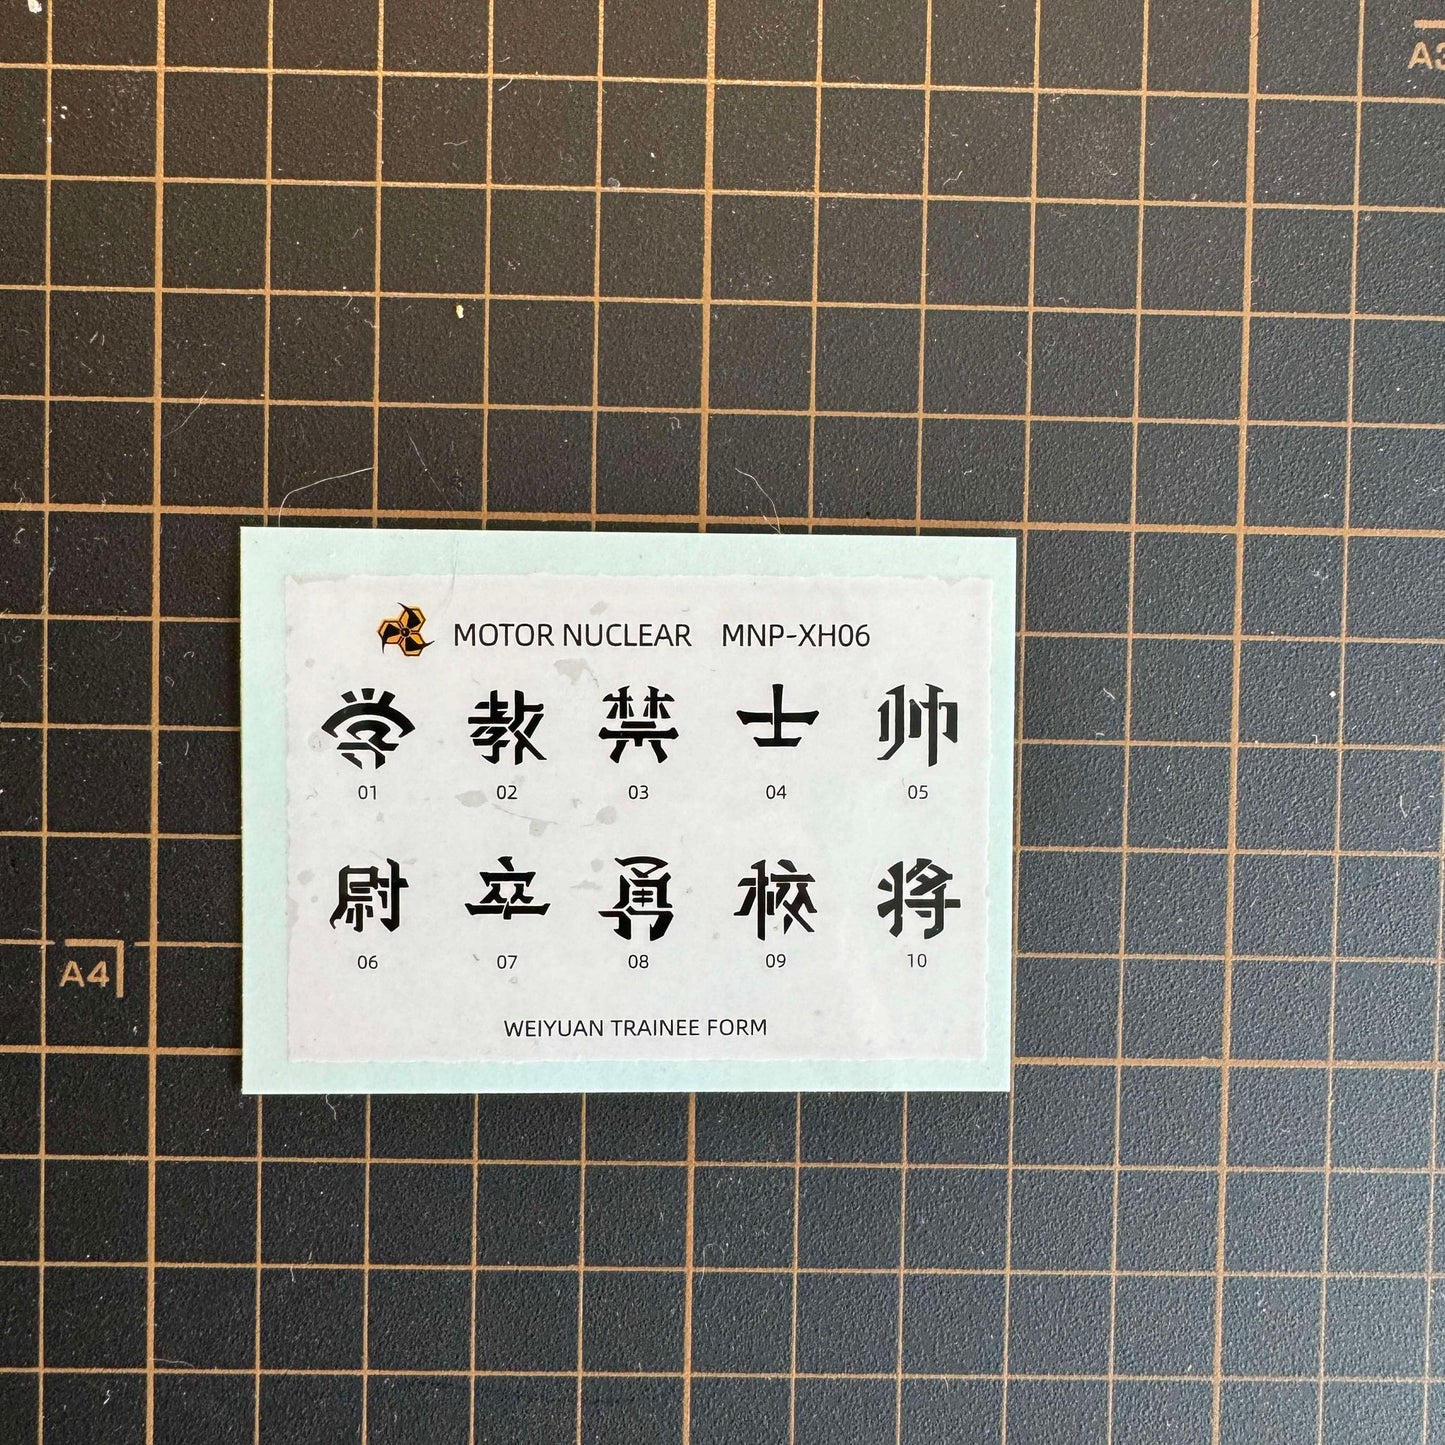 A3
MOTOR NUCLEAR MNP-XH06
学 教 禁 士 帅
01 02 03 04 05
尉 卒 勇 校 将
06 07 08 09 10
WEIYUAN TRAINEE FORM
A4